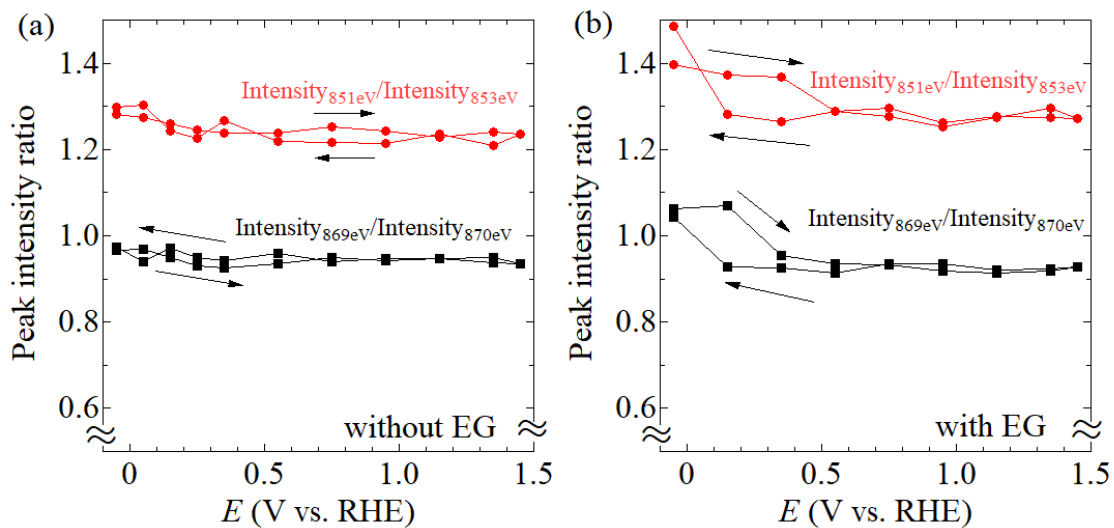 (a)
Peak intensity ratio
1.4
1.2
1.0
0.8
0.6
Intensity851eV/Intensity853eV
Intensity869eV/Intensity870eV
without EG
≈
≈
0
0.5
1.0
1.5
E (V vs. RHE)
(b)
Peak intensity ratio
1.4
1.2
1.0
0.8
0.6
Intensity851eV/Intensity853eV
Intensity869eV/Intensity870eV
with EG
≈
≈
0
0.5
1.0
1.5
E (V vs. RHE)